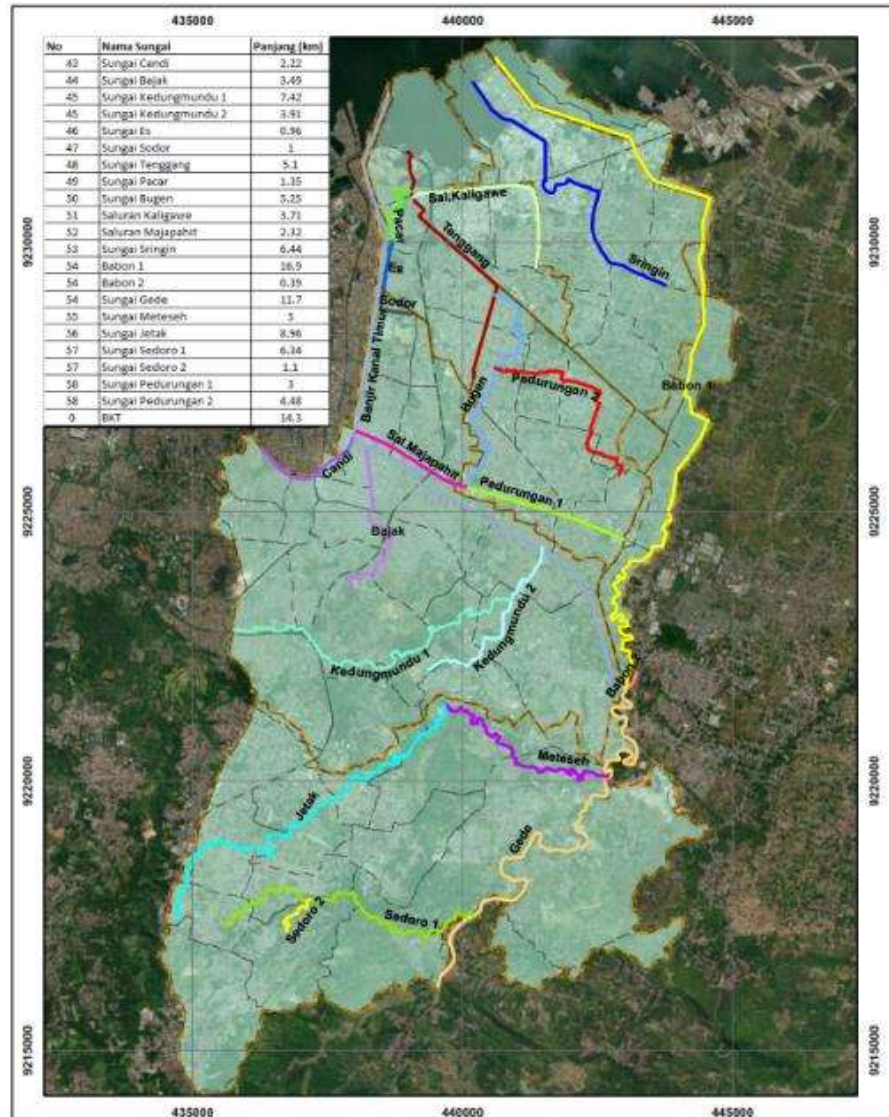 435000 440000 445000
No Nama Sungai Panjang (km)
43 Sungai Candi 2.22
44 Sungai Bajak 3.49
45 Sungai Kedungmundu 1 7.42
45 Sungai Kedungmundu 2 3.91
46 Sungai Es 0.96
47 Sungai Sodor 1
48 Sungai Tenggang 5.1
49 Sungai Pacar 1.35
50 Sungai Bugen 5.25
51 Saluran Kaligawe 3.71
52 Saluran Majapahit 2.32
53 Sungai Sringin 6.44
54 Babon 1 16.9
54 Babon 2 0.39
54 Sungai Gede 11.7
55 Sungai Meteseh 5
56 Sungai Jetak 8.96
57 Sungai Sedoro 1 6.34
57 Sungai Sedoro 2 1.1
58 Sungai Pedurungan 1 3
58 Sungai Pedurungan 2 4.48
0 BKT 14.3
Sal.Kaligawe
Pacar
Tenggang
9230000
9230000
Sringin
Es
Sodor
Banjir Kanal Timur
Babon 1
Pedurungan 2
Bugen
Sal.Majapahit
Candi
Pedurungan 1
9225000
9225000
Bajak
Kedungmundu 2
Kedungmundu 1
Babon 2
Meteseh
9220000
9220000
Jetak
Gede
Sedoro 2
Sedoro 1
9215000
9215000
435000 440000 445000